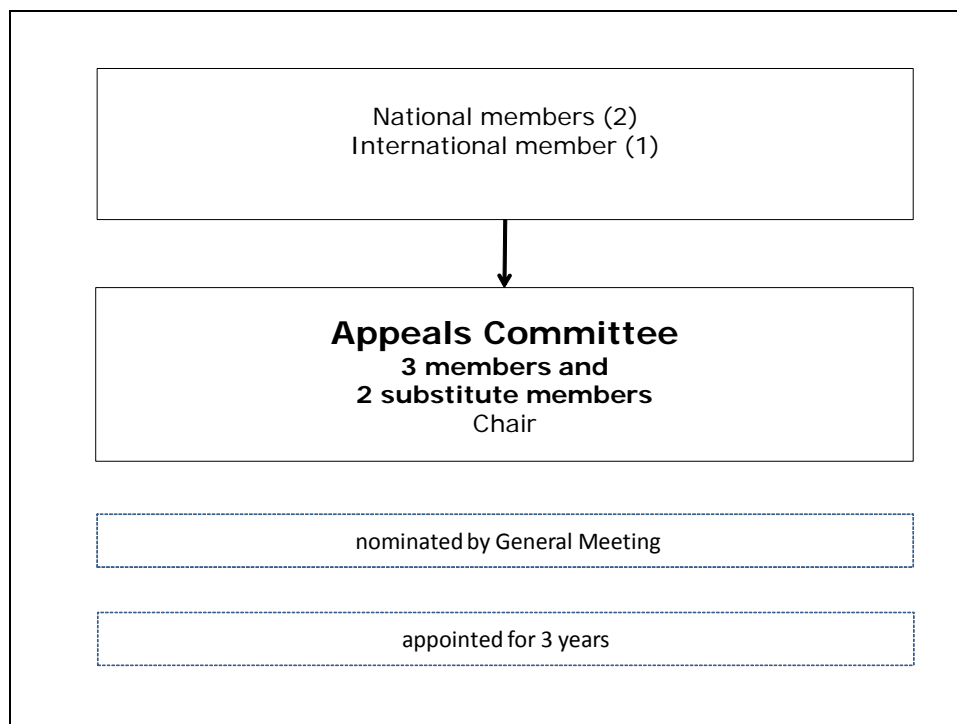 National members (2)
International member (1)
Appeals Committee
3 members and
2 substitute members
Chair
nominated by General Meeting
appointed for 3 years